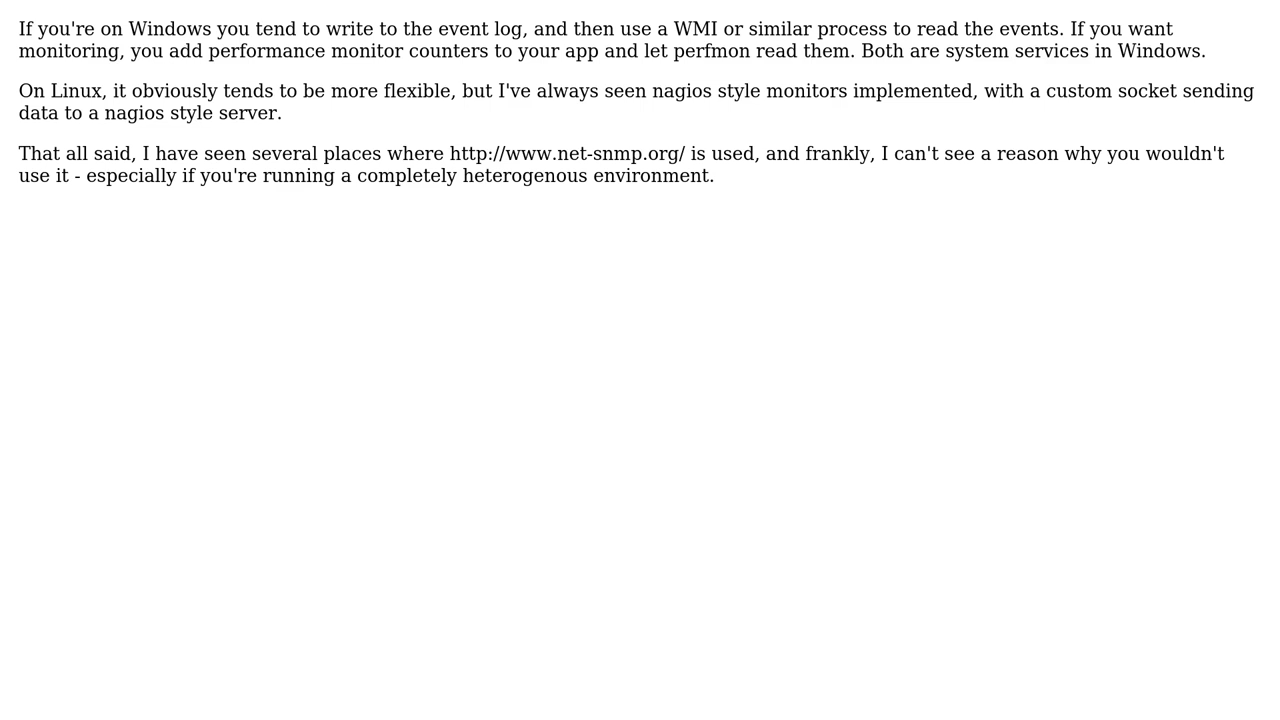 If you're on Windows you tend to write to the event log, and then use a WMI or similar process to read the events. If you want
monitoring, you add performance monitor counters to your app and let perfmon read them. Both are system services in Windows.
On Linux, it obviously tends to be more flexible, but I've always seen nagios style monitors implemented, with a custom socket sending
data to a nagios style server.
That all said, I have seen several places where http://www.net-snmp.org/ is used, and frankly, I can't see a reason why you wouldn't
use it - especially if you're running a completely heterogenous environment.